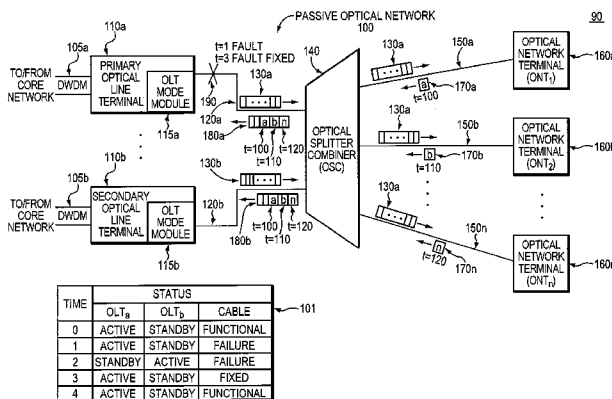 90
PASSIVE OPTICAL NETWORK
100
110a
105a
TO/FROM
CORE
NETWORK
DWDM
PRIMARY
OPTICAL
LINE
TERMINAL
OLT
MODE
MODULE
115a
t=1 FAULT
t=3 FAULT FIXED
130a
190
120a
180a
a b n
t=100
t=110
t=120
140
OPTICAL
SPLITTER
COMBINER
(CSC)
130a
150a
a
t=100
170a
OPTICAL
NETWORK
TERMINAL
(ONT1)
160a
130a
150b
b
t=110
170b
OPTICAL
NETWORK
TERMINAL
(ONT2)
160b
130a
150n
n
t=120
170n
OPTICAL
NETWORK
TERMINAL
(ONTn)
160n
110b
105b
TO/FROM
CORE
NETWORK
DWDM
SECONDARY
OPTICAL
LINE
TERMINAL
OLT
MODE
MODULE
115b
130b
120b
180b
a b n
t=100
t=110
t=120
101
TIME STATUS
OLTa OLTb CABLE
0 ACTIVE STANDBY FUNCTIONAL
1 ACTIVE STANDBY FAILURE
2 STANDBY ACTIVE FAILURE
3 ACTIVE STANDBY FIXED
4 ACTIVE STANDBY FUNCTIONAL